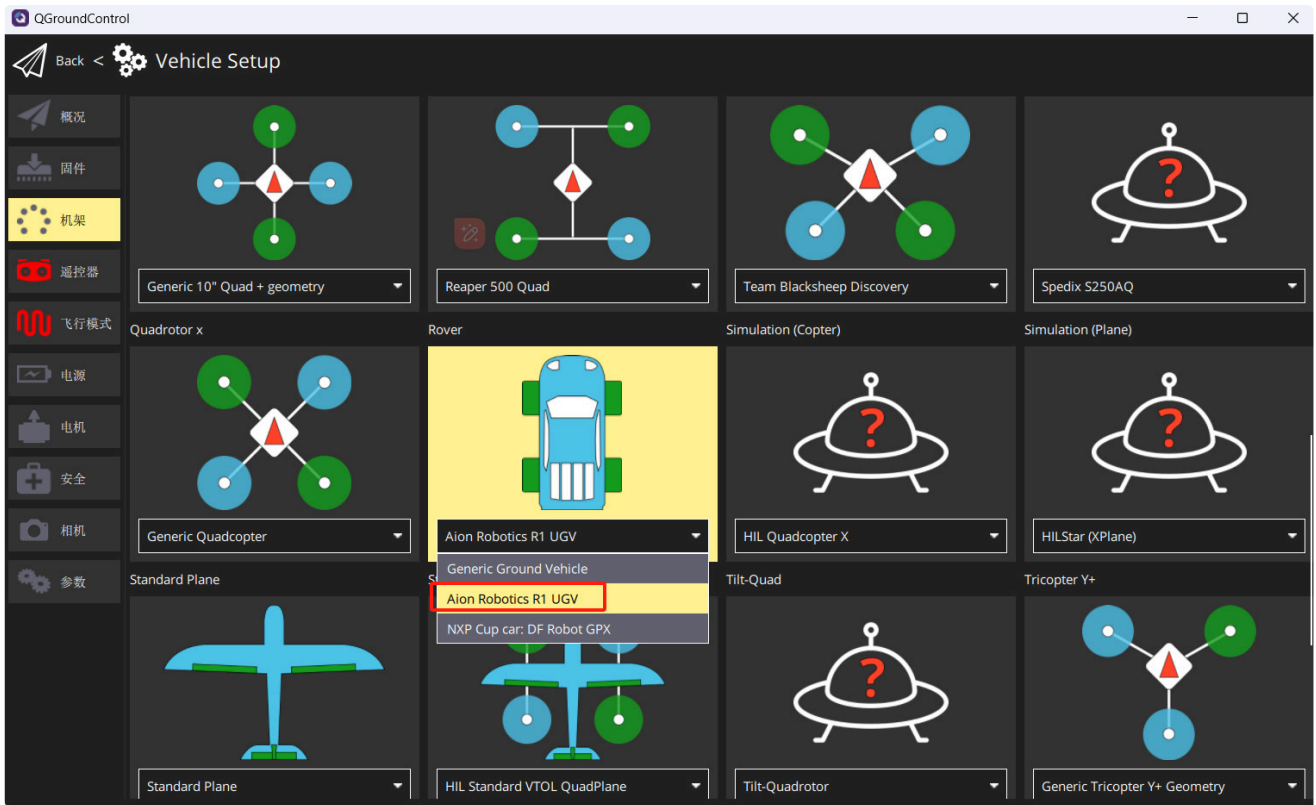 QGroundControl
Back < Vehicle Setup
概况
固件
机架
遥控器
飞行模式
电源
电机
安全
相机
参数
Generic 10" Quad + geometry
Reaper 500 Quad
Team Blacksheep Discovery
Spedix S250AQ
Quadrotor x
Rover
Simulation (Copter)
Simulation (Plane)
? ?
?
Generic Quadcopter
Aion Robotics R1 UGV
HIL Quadcopter X
HILStar (XPlane)
Generic Ground Vehicle
Aion Robotics R1 UGV
NXP Cup car: DF Robot GPX
Standard Plane
Tilt-Quad
Tricopter Y+
?
Standard Plane
HIL Standard VTOL QuadPlane
Tilt-Quadrotor
Generic Tricopter Y+ Geometry